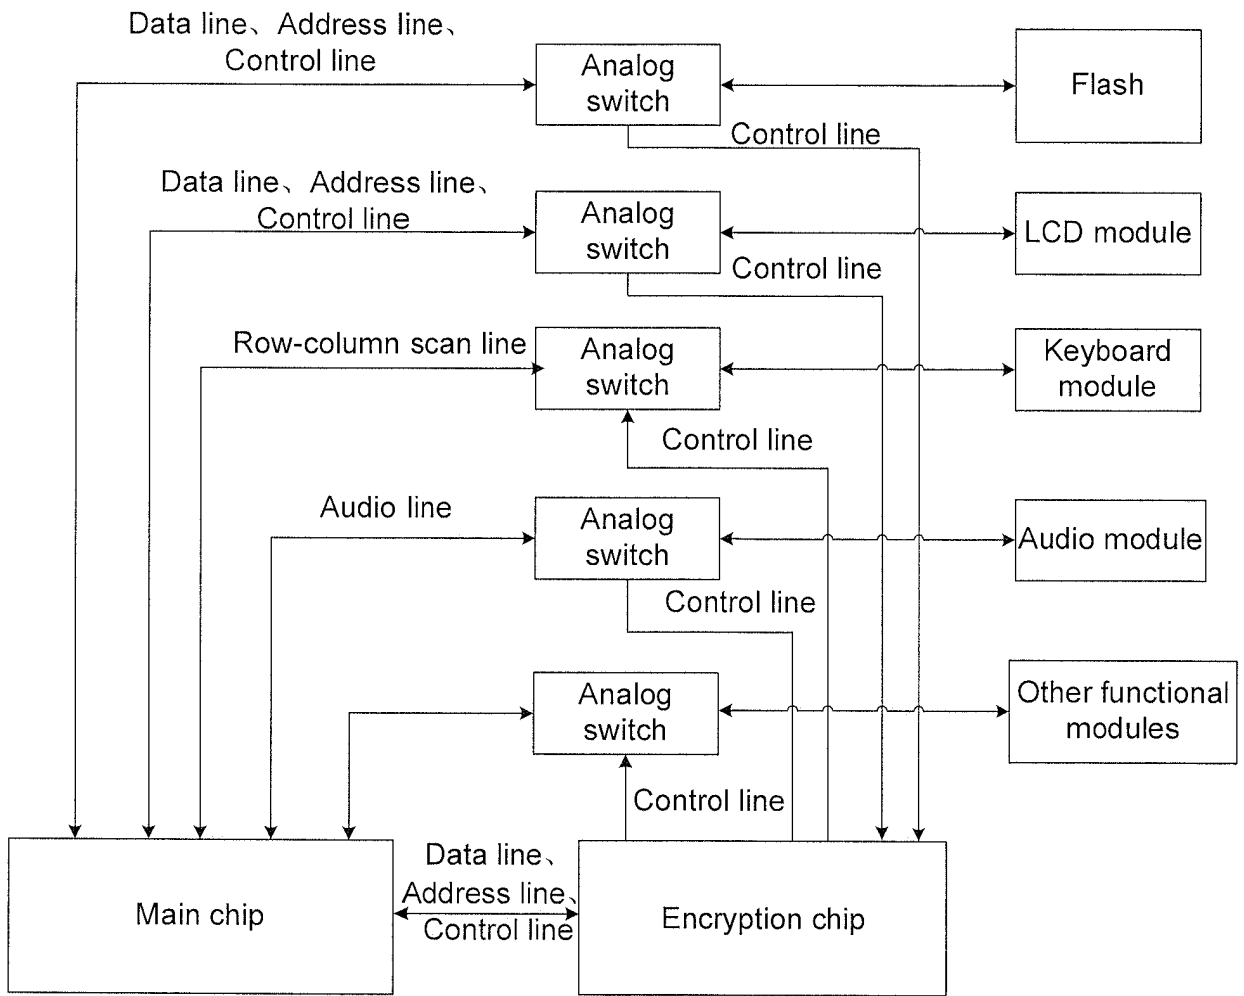 Data line、Address line、
Control line
Analog
switch
Flash
Control line
Data line、Address line、
Control line
Analog
switch
LCD module
Control line
Row-column scan line
Analog
switch
Keyboard
module
Control line
Audio line
Analog
switch
Audio module
Control line
Analog
switch
Other functional
modules
Control line
Data line、
Address line、
Control line
Main chip
Encryption chip